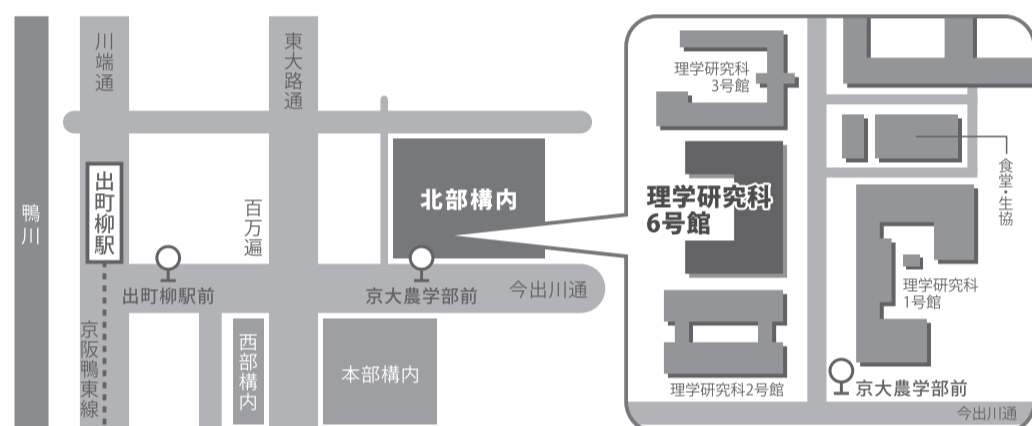 鴨川
川端通
出町柳駅
京阪鴨東線
出町柳駅前
百万遍
東大路通
北部構内
京大農学部前
今出川通
西部構内
本部構内
理学研究科
3号館
理学研究科
6号館
理学研究科2号館
食堂・生協
理学研究科
1号館
京大農学部前
今出川通